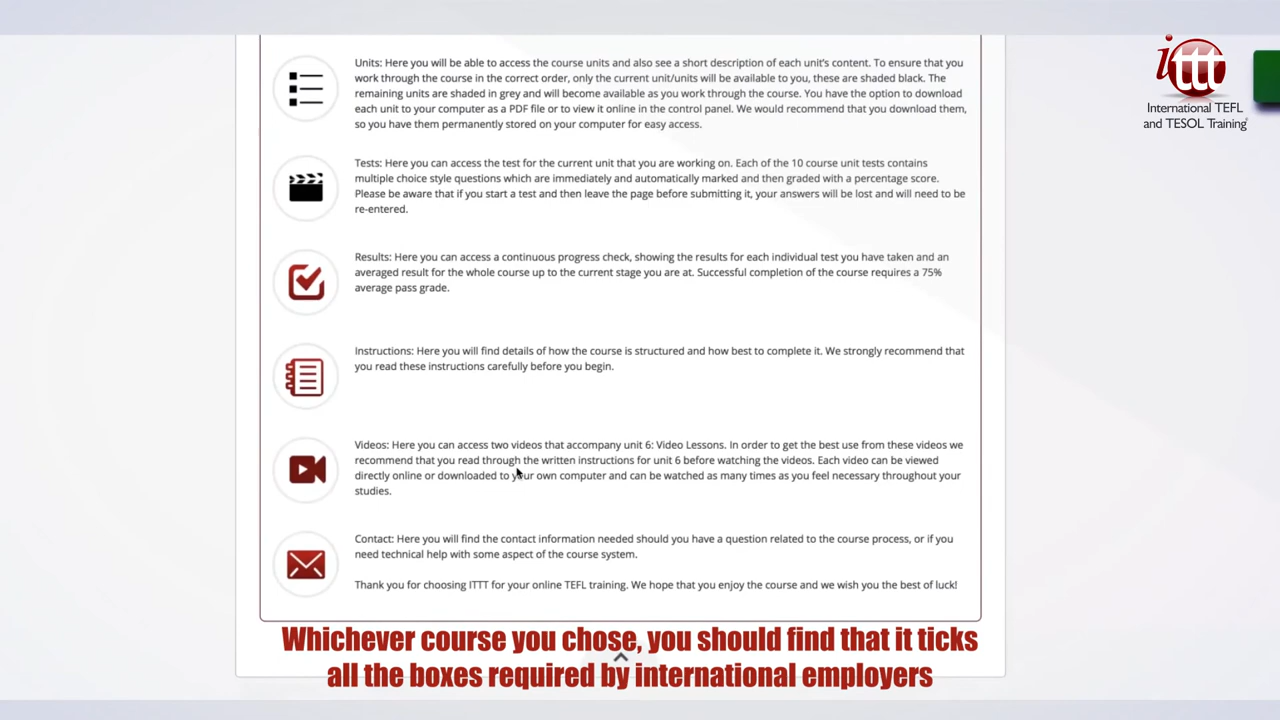 Units: Here you will be able to access the course units and also see a short description of each unit's content. To ensure that you
work through the course in the correct order, only the current unit/units will be available to you, these are shaded black. The
remaining units are shaded in grey and will become available as you work through the course. You have the option to download
each unit to your computer as a PDF file or to view it online in the control panel. We would recommend that you download them,
so you have them permanently stored on your computer for easy access.
ittt
International TEFL
and TESOL Training
Tests: Here you can access the test for the current unit that you are working on. Each of the 10 course unit tests contains
multiple choice style questions which are immediately and automatically marked and then graded with a percentage score.
Please be aware that if you start a test and then leave the page before submitting it, your answers will be lost and will need to be
re-entered.
Results: Here you can access a continuous progress check, showing the results for each individual test you have taken and an
averaged result for the whole course up to the current stage you are at. Successful completion of the course requires a 75%
average pass grade.
Instructions: Here you will find details of how the course is structured and how best to complete it. We strongly recommend that
you read these instructions carefully before you begin.
Videos: Here you can access two videos that accompany unit 6: Video Lessons. In order to get the best use from these videos we
recommend that you read through the written instructions for unit 6 before watching the videos. Each video can be viewed
directly online or downloaded to your own computer and can be watched as many times as you feel necessary throughout your
studies.
Contact: Here you will find the contact information needed should you have a question related to the course process, or if you
need technical help with some aspect of the course system.
Thank you for choosing ITTT for your online TEFL training. We hope that you enjoy the course and we wish you the best of luck!
Whichever course you chose, you should find that it ticks
all the boxes required by international employers